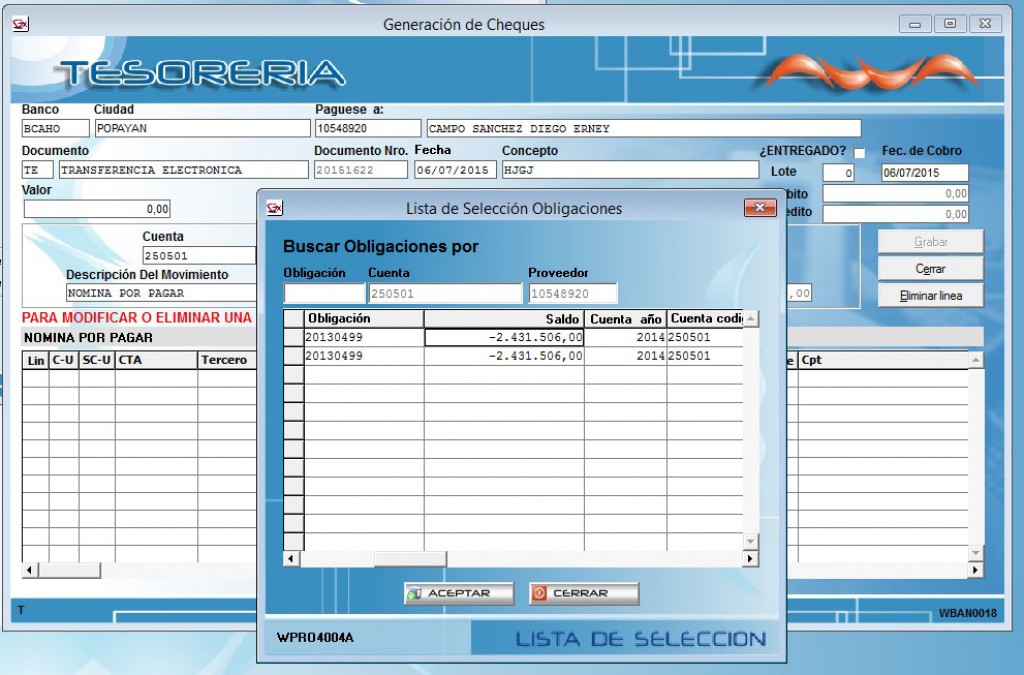 Generación de Cheques
TESORERIA
Banco Ciudad Paguese a:
BCAHO POPAYAN 10548920 CAMPO SANCHEZ DIEGO ERNEY
Documento Documento Nro. Fecha Concepto ¿ENTREGADO? Fec. de Cobro
TE TRANSFERENCIA ELECTRONICA 20151622 06/07/2015 HJGJ Lote 0 06/07/2015
Valor bito 0,00
0,00 edito 0,00
Cuenta
250501
Descripción Del Movimiento
NOMINA POR PAGAR ,00
Grabar
Cerrar
Eliminar linea
PARA MODIFICAR O ELIMINAR UNA
NOMINA POR PAGAR
Lin C-U SC-U CTA Tercero e Cpt
Lista de Selección Obligaciones
Buscar Obligaciones por
Obligación Cuenta Proveedor
250501 10548920
Obligación Saldo Cuenta año Cuenta codi
20130499 -2.431.506,00 2014 250501
20130499 -2.431.506,00 2014 250501
ACEPTAR CERRAR
WPRO4004A LISTA DE SELECCION
T WBAN0018